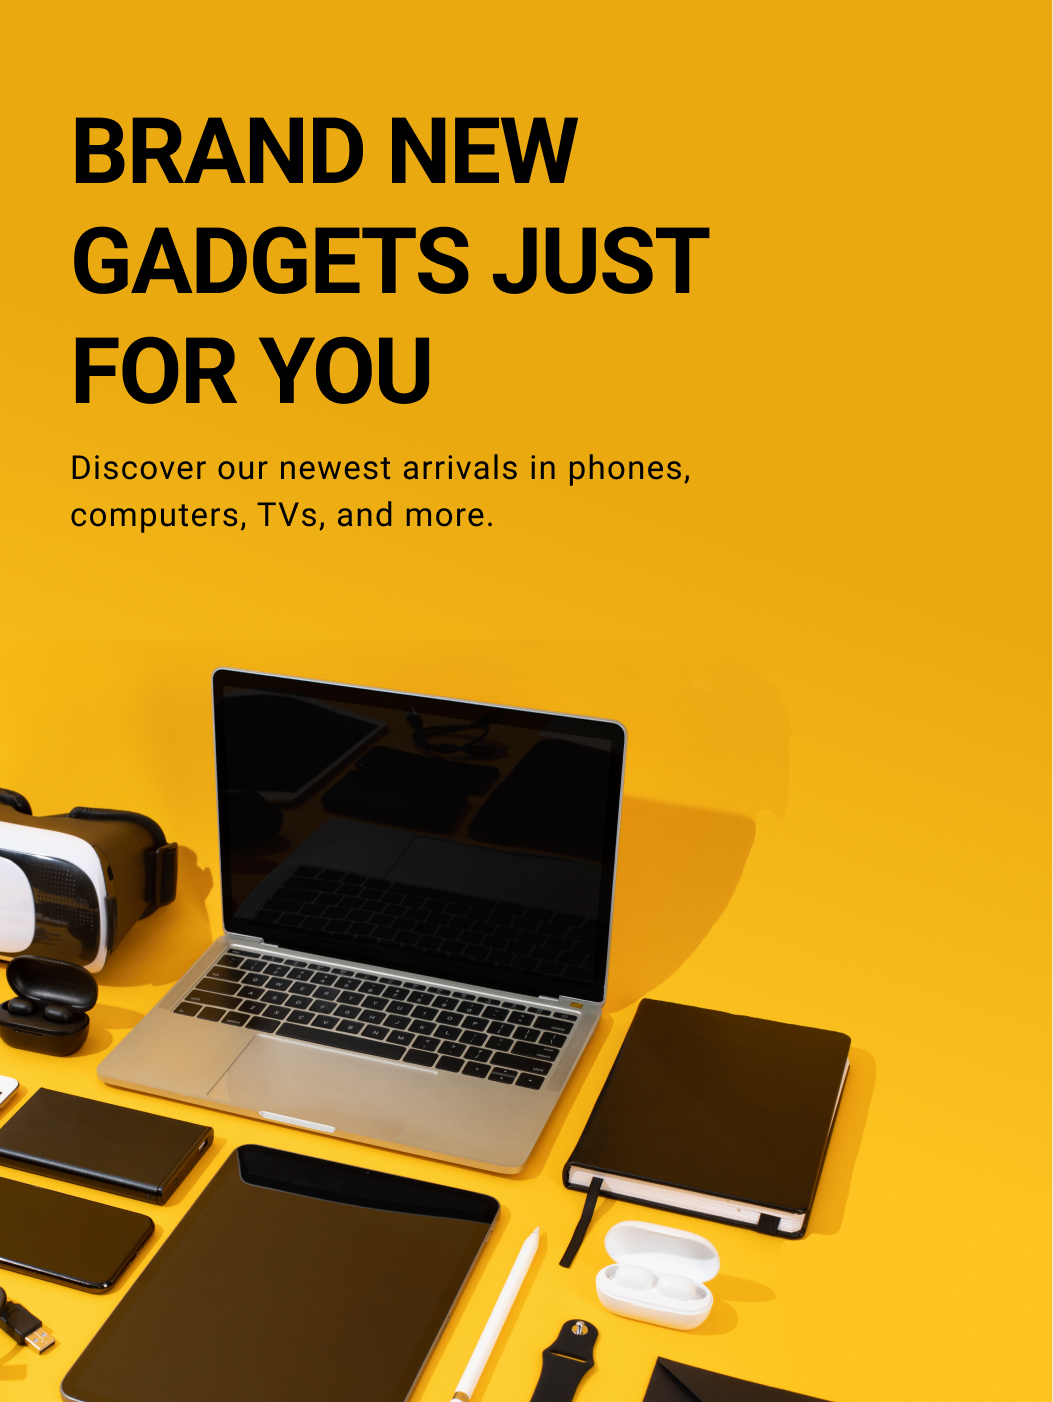 BRAND NEW
GADGETS JUST
FOR YOU
Discover our newest arrivals in phones,
computers, TVs, and more.